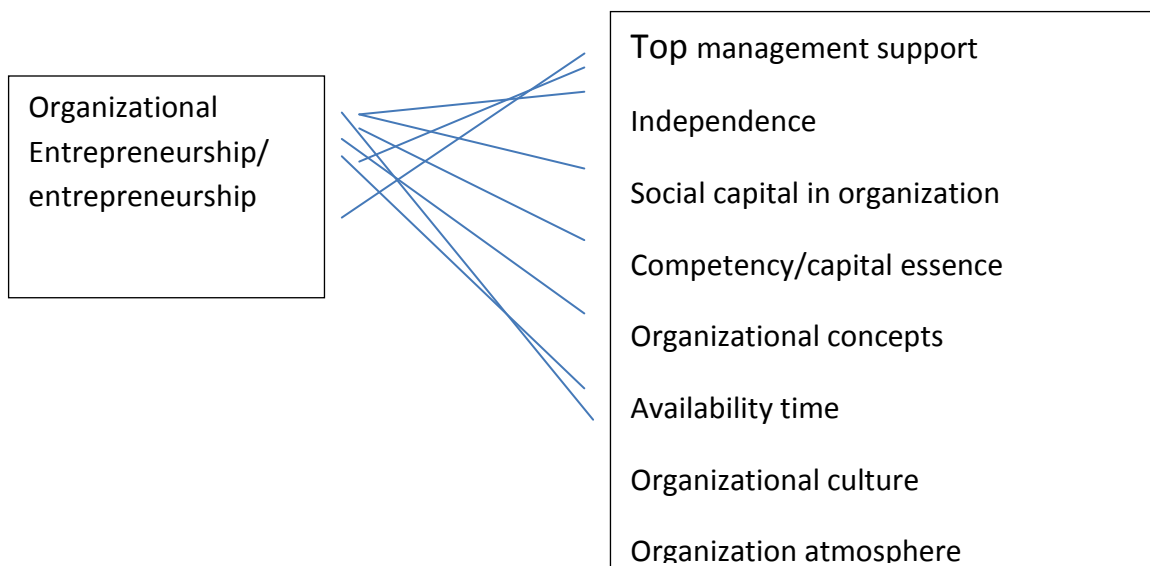 Organizational
Entrepreneurship/
entrepreneurship
Top management support
Independence
Social capital in organization
Competency/capital essence
Organizational concepts
Availability time
Organizational culture
Organization atmosphere